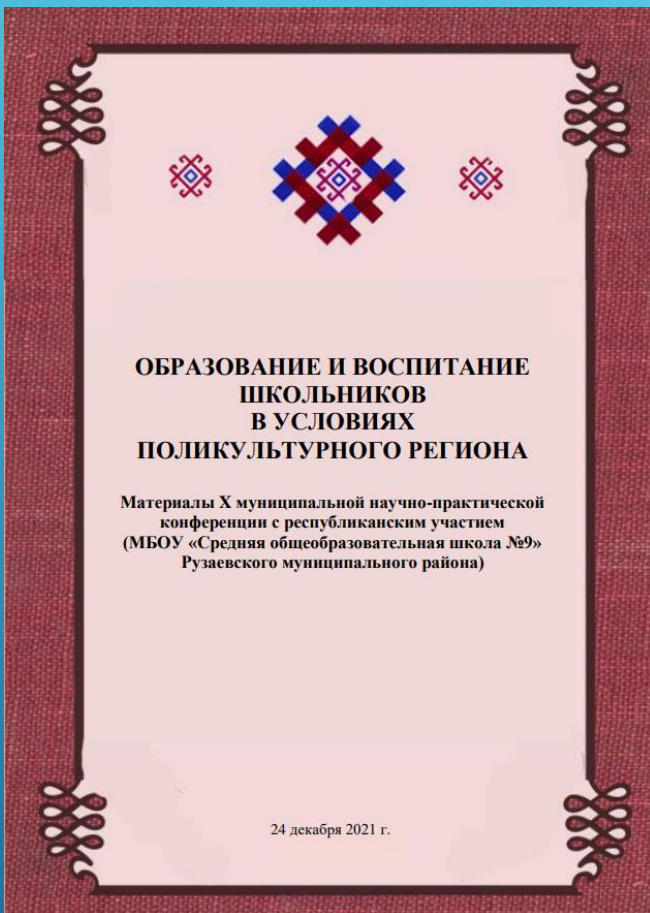 ОБРАЗОВАНИЕ И ВОСПИТАНИЕ
ШКОЛЬНИКОВ
В УСЛОВИЯХ
ПОЛИКУЛЬТУРНОГО РЕГИОНА
Материалы X муниципальной научно-практической
конференции с республиканским участием
(МБОУ «Средняя общеобразовательная школа №9»
Рузаевского муниципального района)
24 декабря 2021 г.